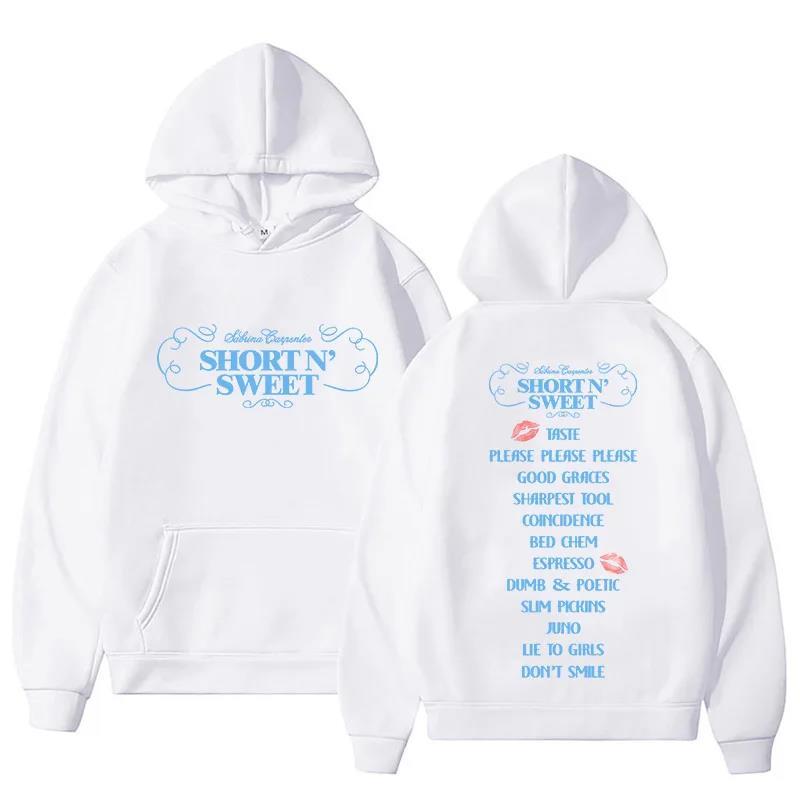 M
Sabrina Carpenter
SHORT N'
SWEET
Sabrina Carpenter
SHORT N'
SWEET
TASTE
PLEASE PLEASE PLEASE
GOOD GRACES
SHARPEST TOOL
COINCIDENCE
BED CHEM
ESPRESSO
DUMB & POETIC
SLIM PICKINS
JUNO
LIE TO GIRLS
DON'T SMILE